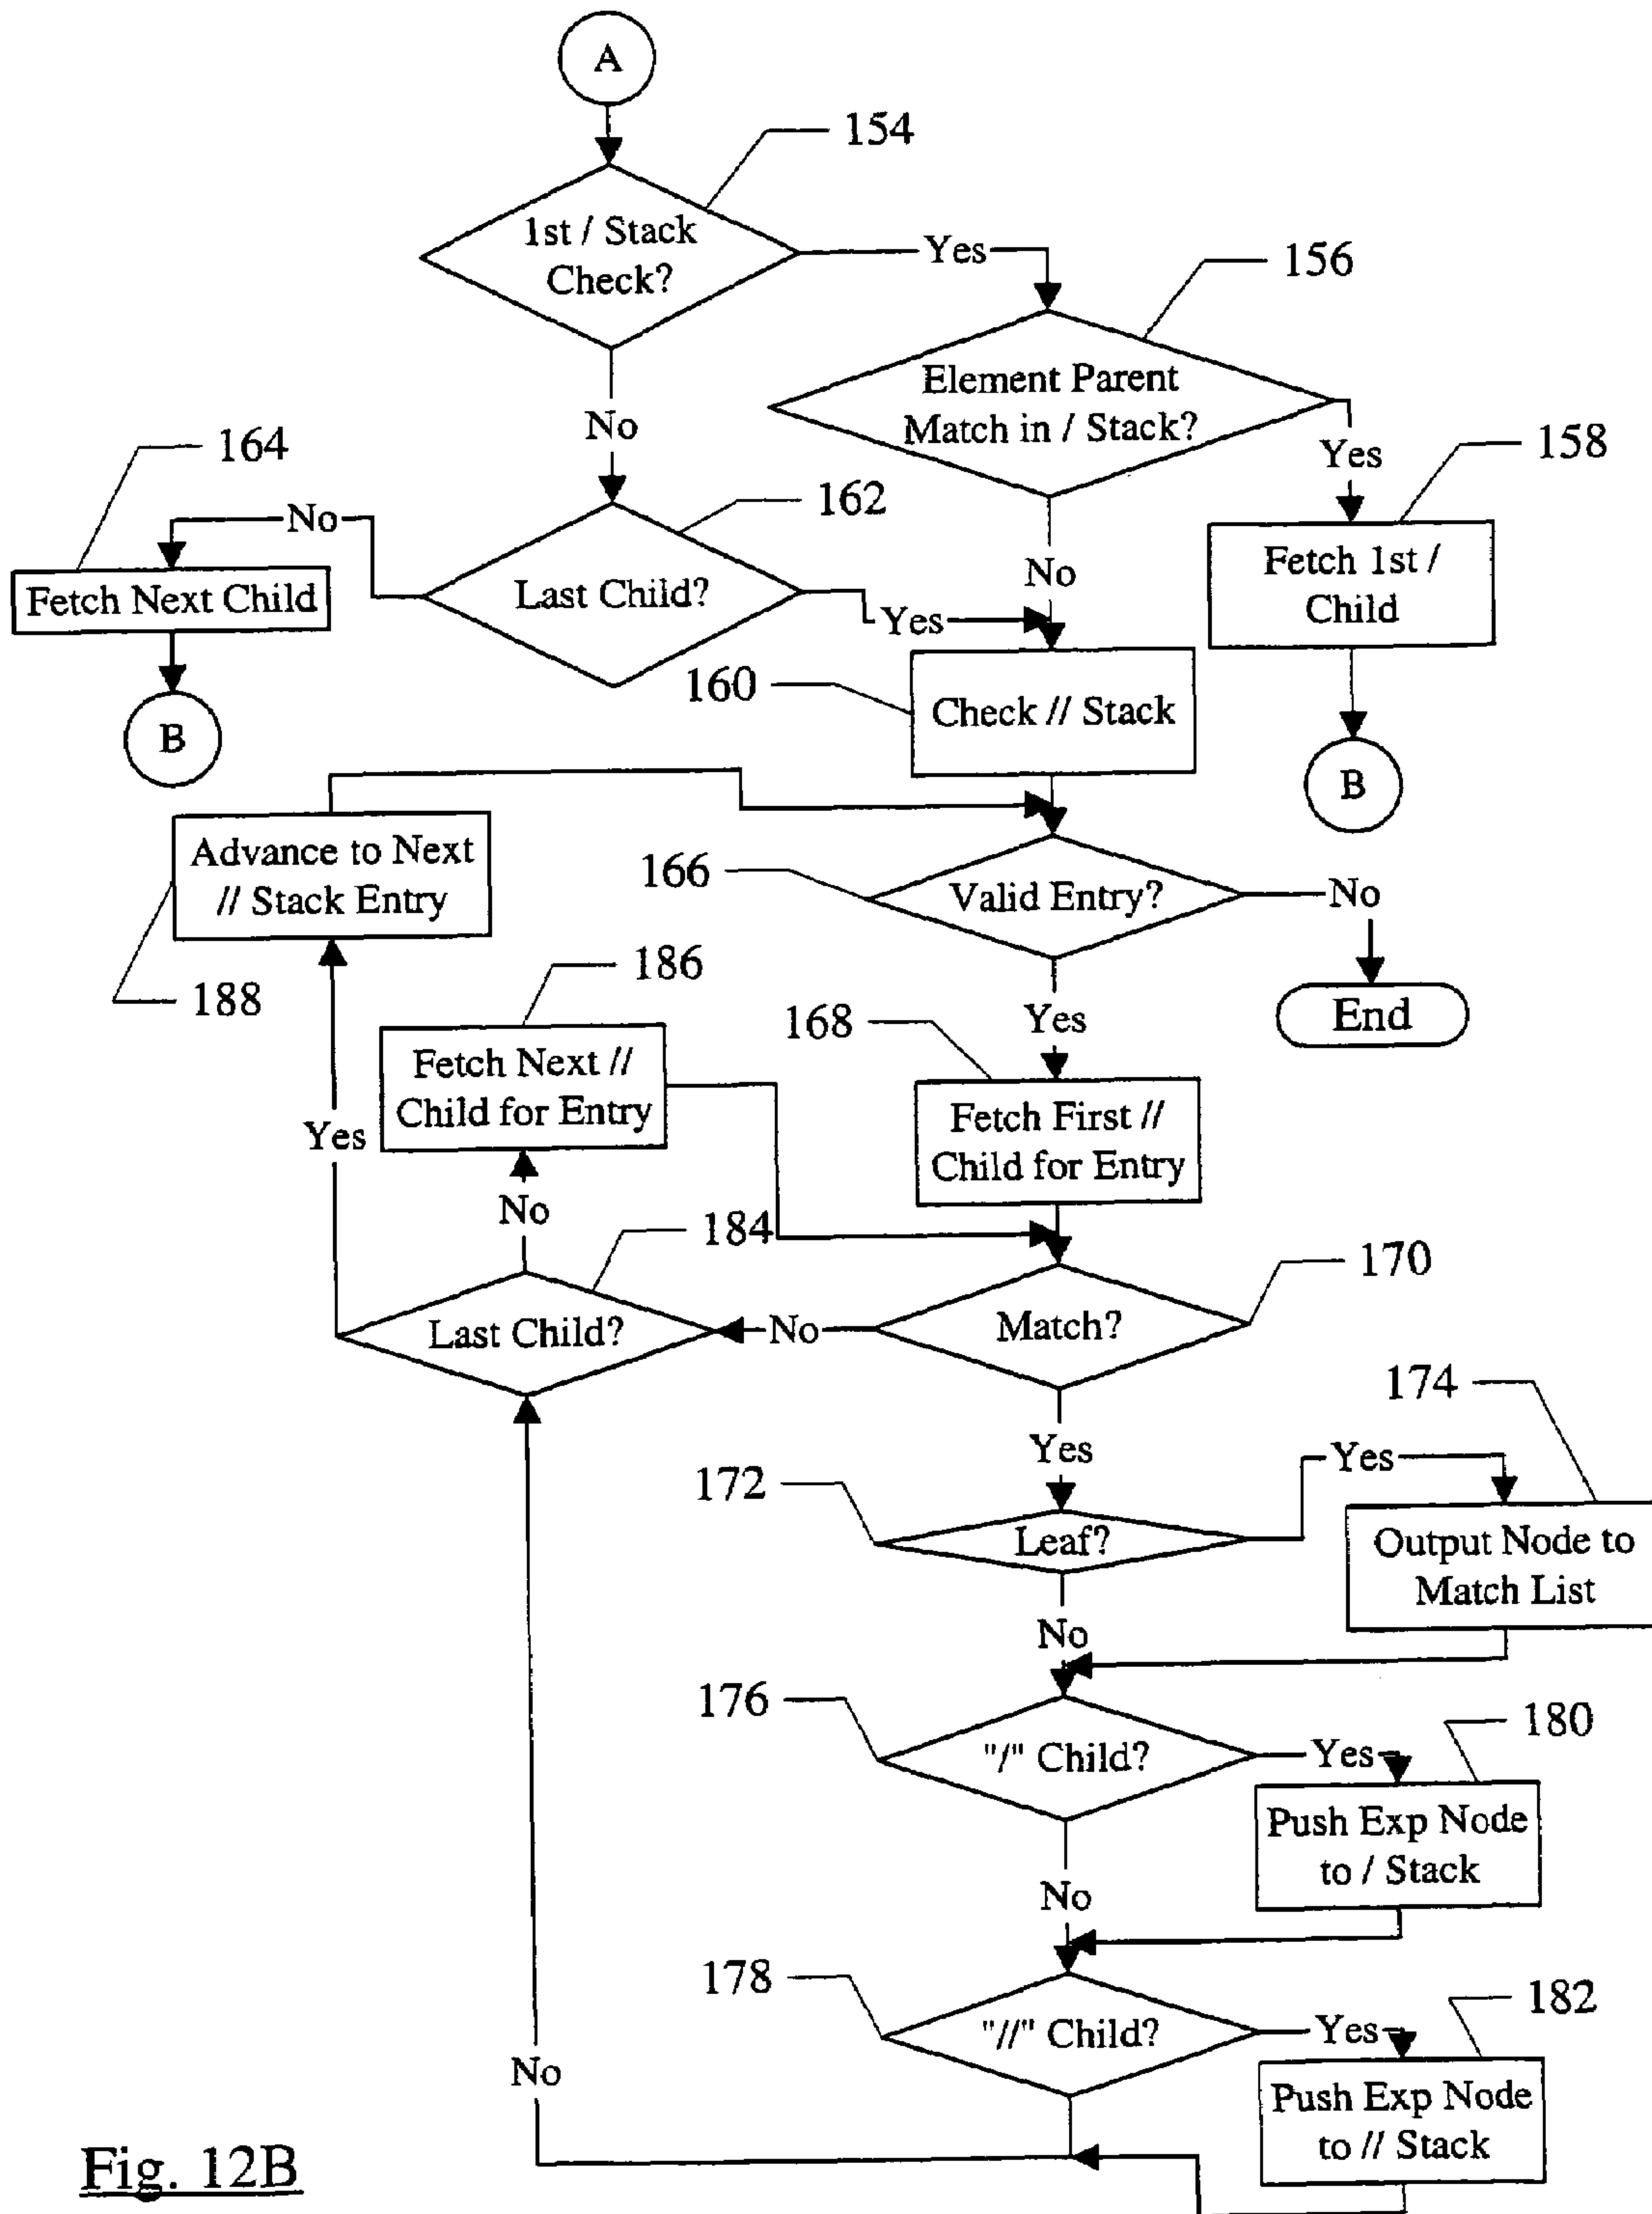 A
154
1st / Stack
Check?
Yes
156
Element Parent
Match in / Stack?
No
Yes
158
164
162
No
Fetch Next Child
Last Child?
No
Fetch 1st /
Child
Yes
160
Check // Stack
B
B
Advance to Next
// Stack Entry
166
Valid Entry?
No
188
186
168
Yes
End
Fetch Next //
Child for Entry
Fetch First //
Child for Entry
Yes
No
184
170
Last Child?
No
Match?
174
Yes
Yes
172
Leaf?
Output Node to
Match List
No
176
180
"/" Child?
Yes
Push Exp Node
to / Stack
No
178
182
"//" Child?
Yes
No
Push Exp Node
to // Stack
Fig. 12B